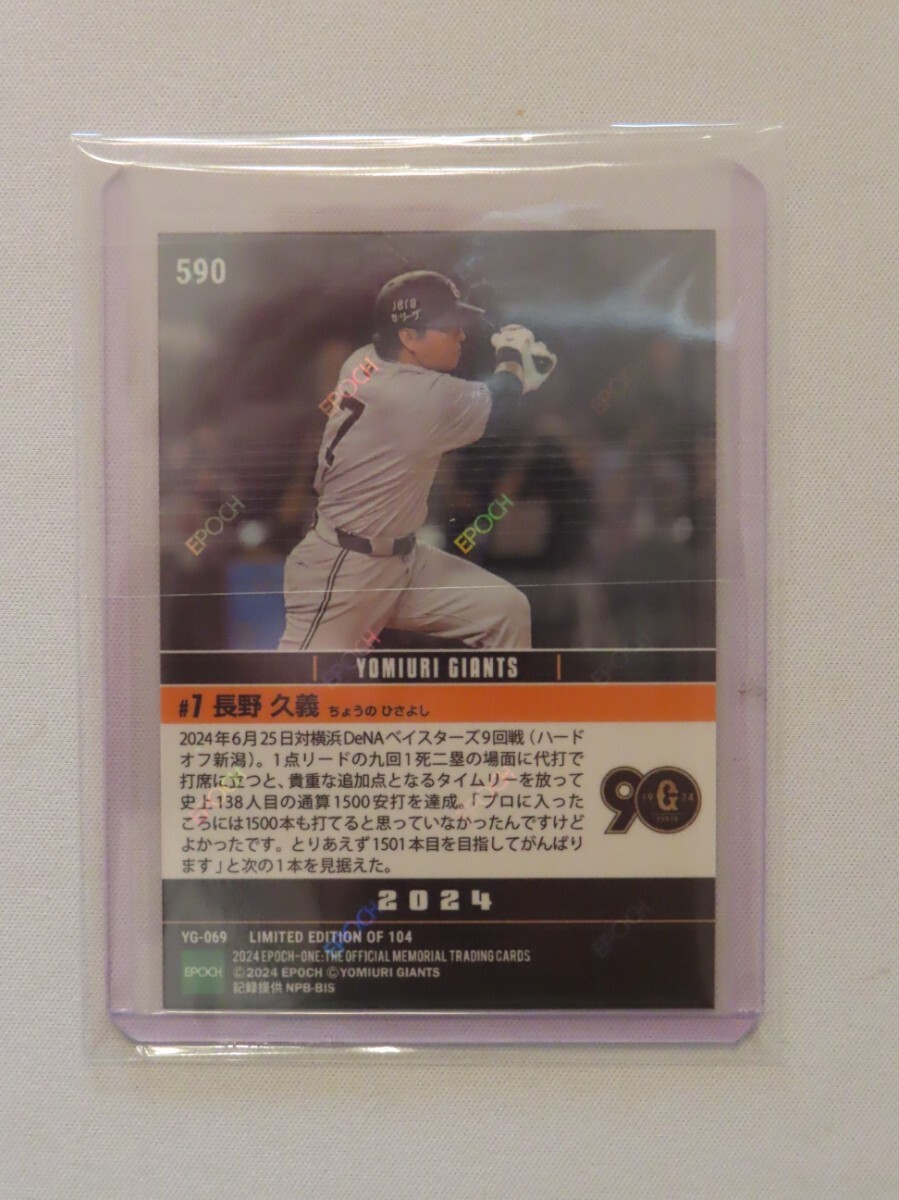 590
JERA
セ・リーグ
7
EPOCH
EPOCH
EPOCH
YOMIURI GIANTS
#7 長野 久義 ちょうの ひさよし
2024年6月25日対横浜DeNAベイスターズ9回戦（ハード
オフ新潟）。1点リードの九回1死二塁の場面に代打で
打席に立つと、貴重な追加点となるタイムリーを放って
史上138人目の通算1500安打を達成。「プロに入った
ころには1500本も打てると思っていなかったんですけど
よかったです。とりあえず1501本目を目指してがんばり
ます」と次の1本を見据えた。
90
19 G 34
2024
EPOCH
YG-069 LIMITED EDITION OF 104
2024 EPOCH-ONE:THE OFFICIAL MEMORIAL TRADING CARDS
EPOCH ©2024 EPOCH ©YOMIURI GIANTS
記録提供 NPB-BIS